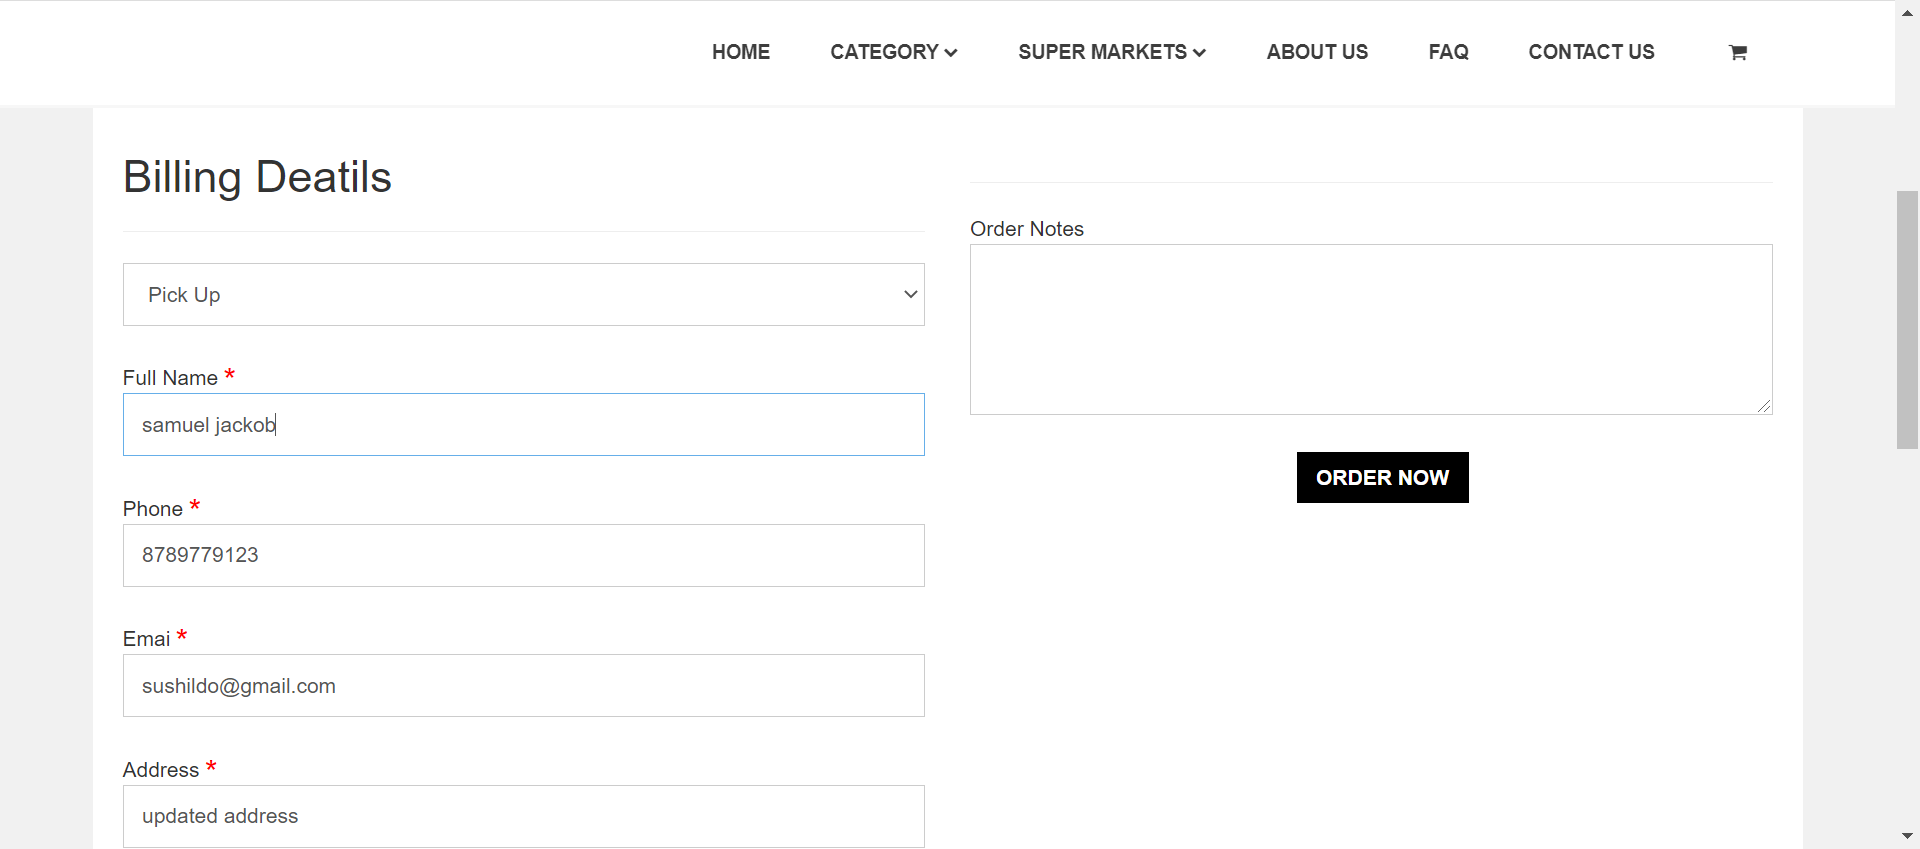 HOME CATEGORY SUPER MARKETS ABOUT US FAQ CONTACT US
Billing Deatils
Pick Up
Full Name *
samuel jackob
Phone *
8789779123
Emai *
sushildo@gmail.com
Address *
updated address
Order Notes
ORDER NOW